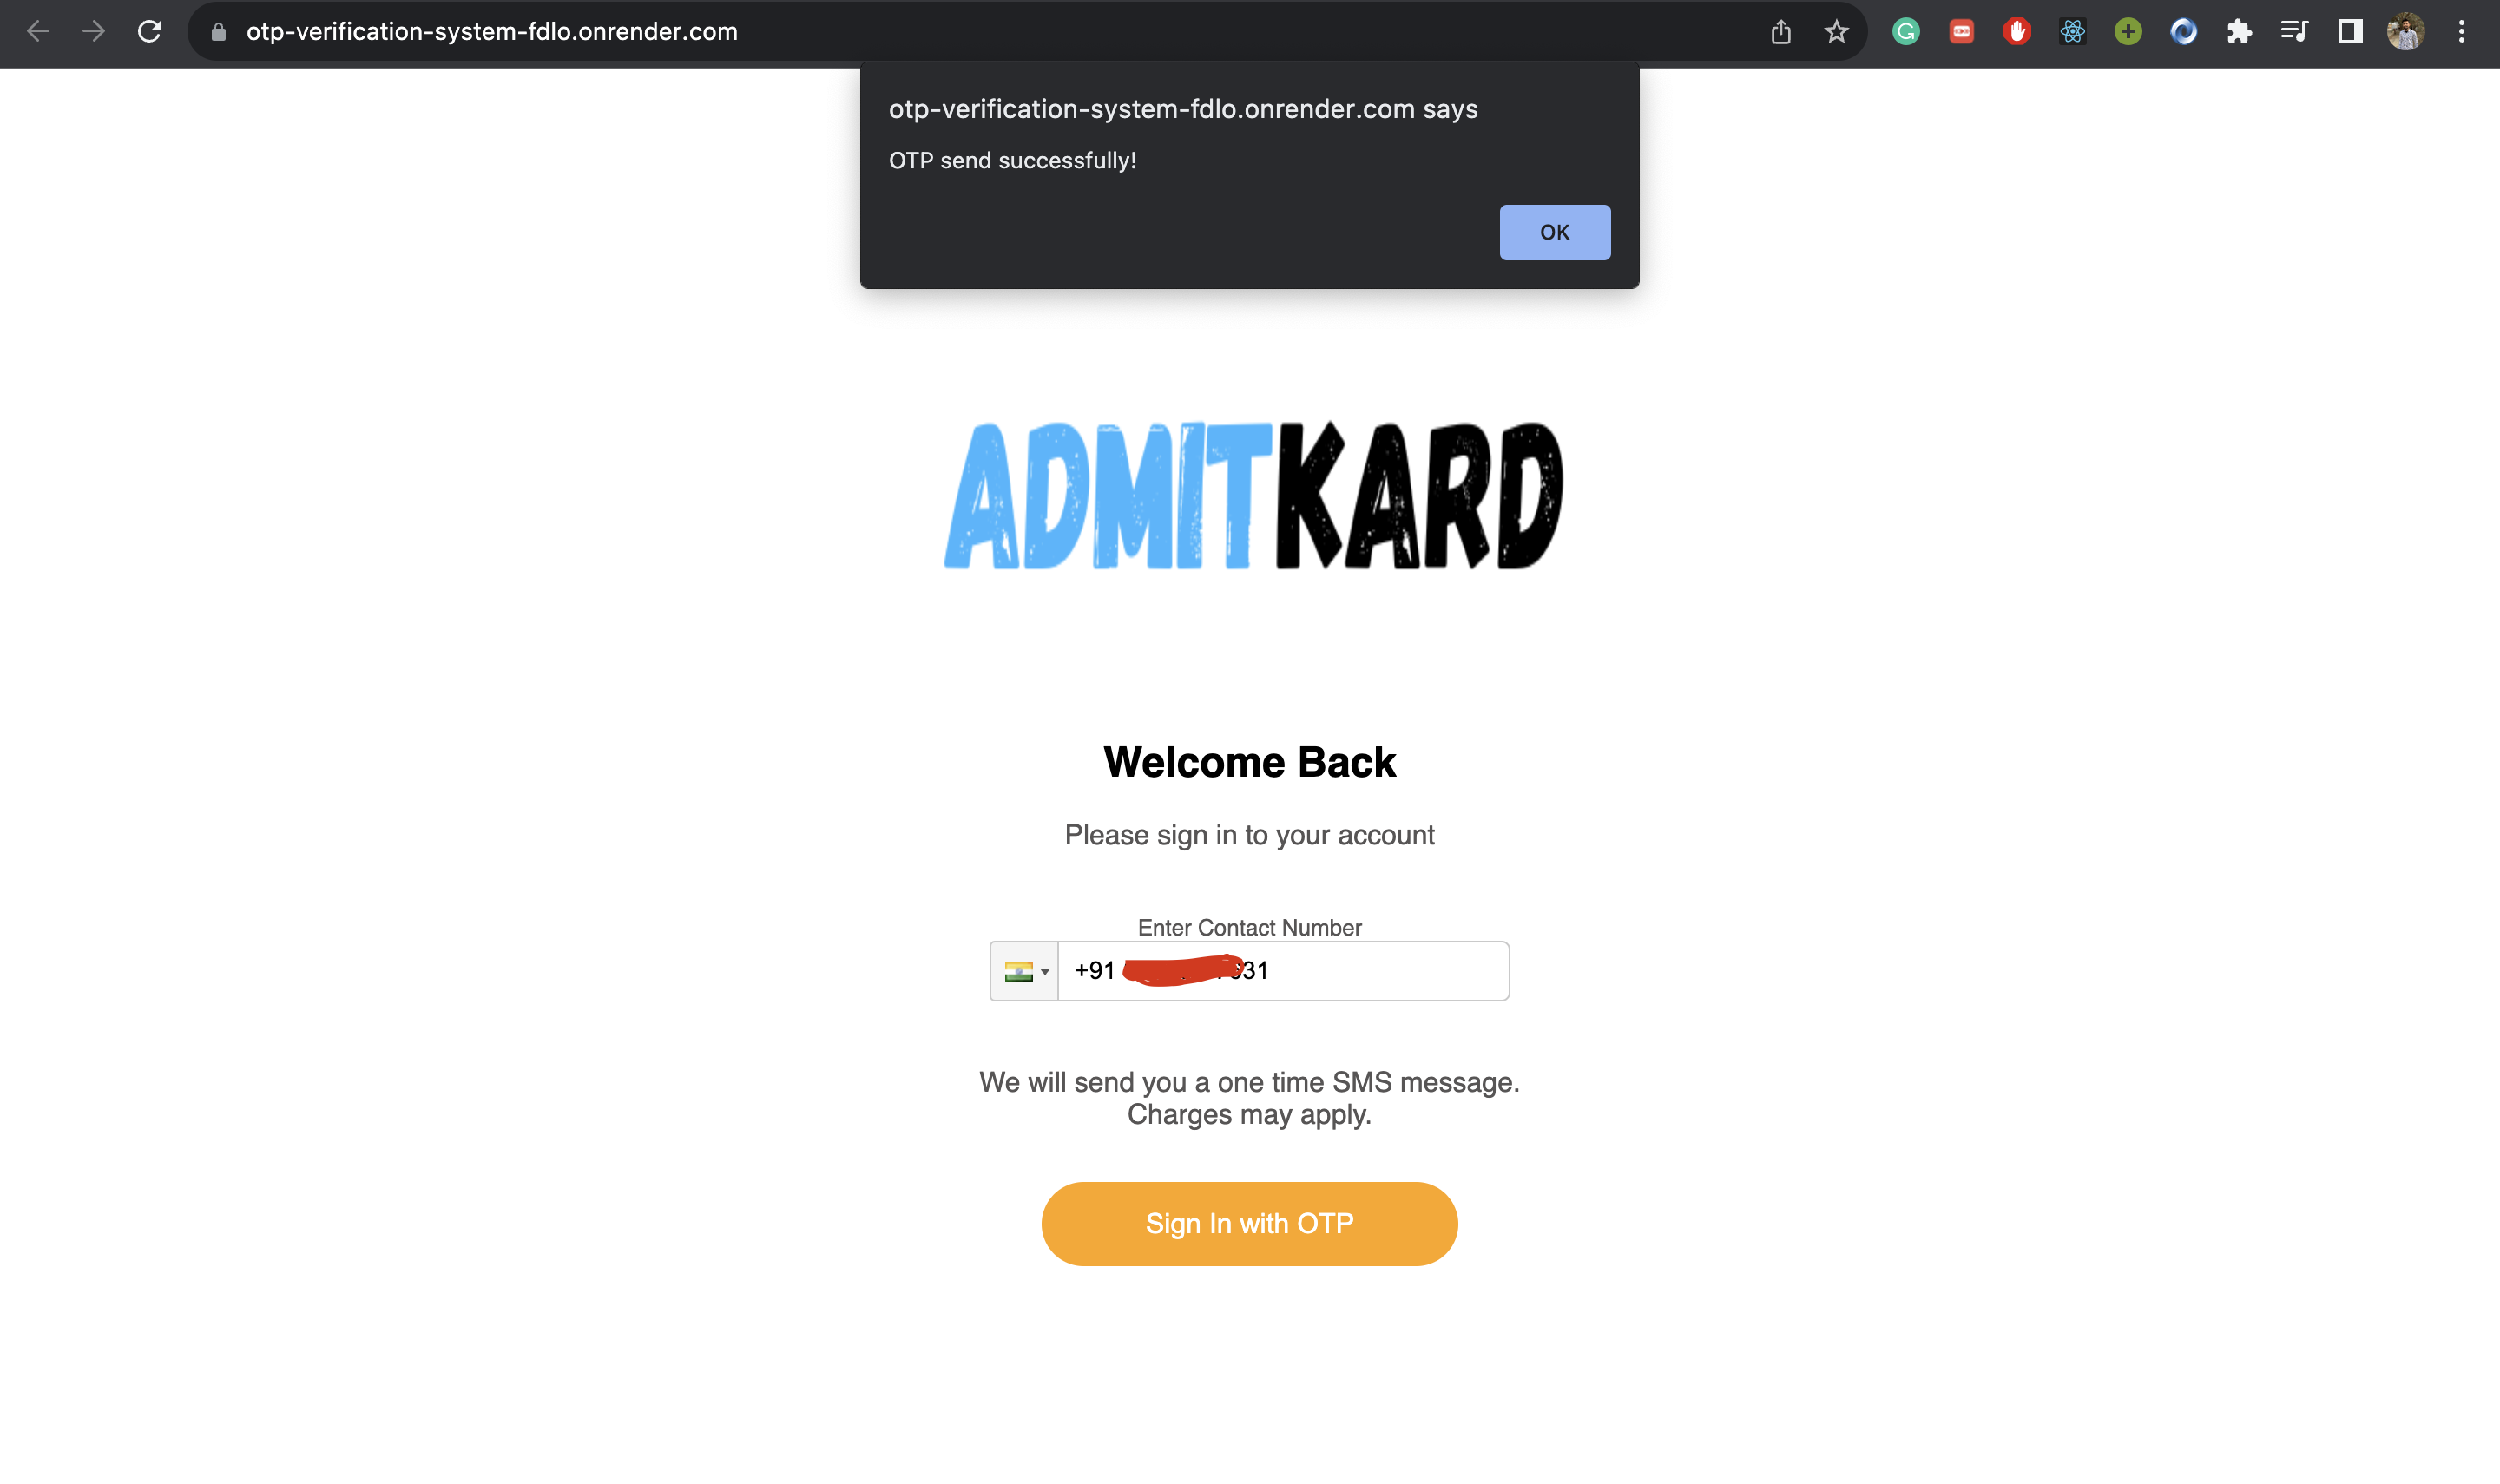 otp-verification-system-fdlo.onrender.com
otp-verification-system-fdlo.onrender.com says
OTP send successfully!
OK
ADMITKARD
Welcome Back
Please sign in to your account
Enter Contact Number
+91 31
We will send you a one time SMS message.
Charges may apply.
Sign In with OTP